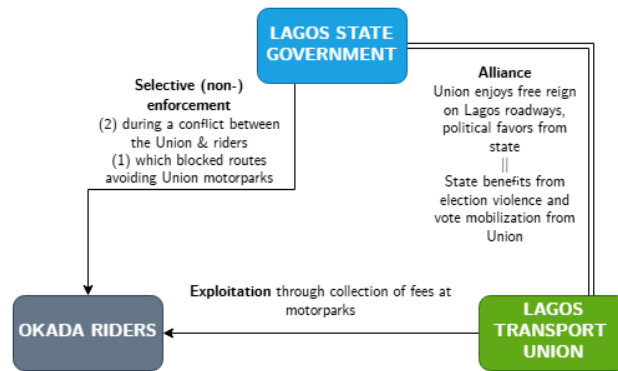 LAGOS STATE
GOVERNMENT
Selective (non-)
enforcement
(2) during a conflict between
the Union & riders
(1) which blocked routes
avoiding Union motorparks
Alliance
Union enjoys free reign
on Lagos roadways,
political favors from
state
||
State benefits from
election violence and
vote mobilization from
Union
Exploitation through collection of fees at
motorparks
OKADA RIDERS
LAGOS
TRANSPORT
UNION